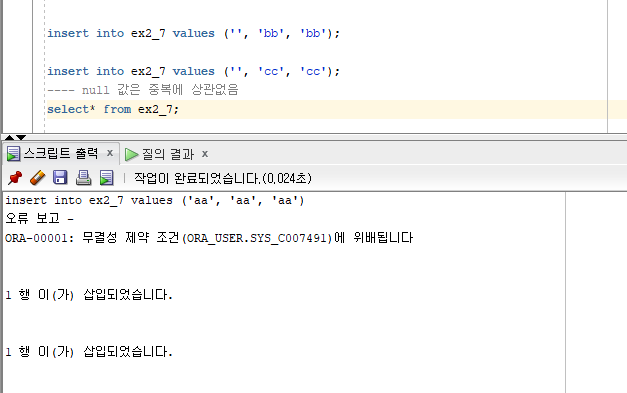 insert into ex2_7 values ('', 'bb', 'bb');
insert into ex2_7 values ('', 'cc', 'cc');
---- null 값은 중복에 상관없음
select* from ex2_7;
스크립트 출력 x 질의 결과 x
작업이 완료되었습니다.(0,024초)
insert into ex2_7 values ('aa', 'aa', 'aa')
오류 보고 -
ORA-00001: 무결성 제약 조건(ORA_USER.SYS_C007491)에 위배됩니다
1 행 이(가) 삽입되었습니다.
1 행 이(가) 삽입되었습니다.